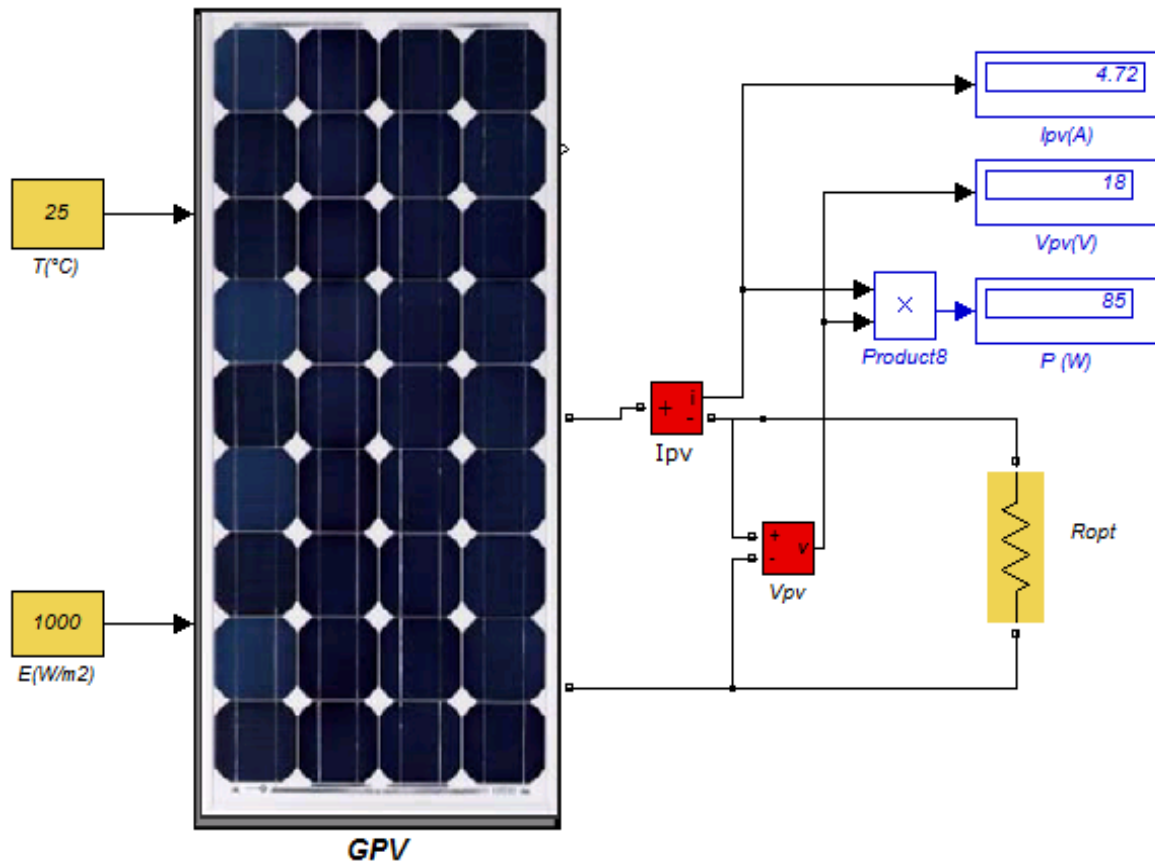 4.72
Ipv(A)
18
Vpv(V)
25
T(°C)
×
Product8
85
P (W)
+
i
-
Ipv
+
-
v
Vpv
Ropt
1000
E(W/m2)
GPV